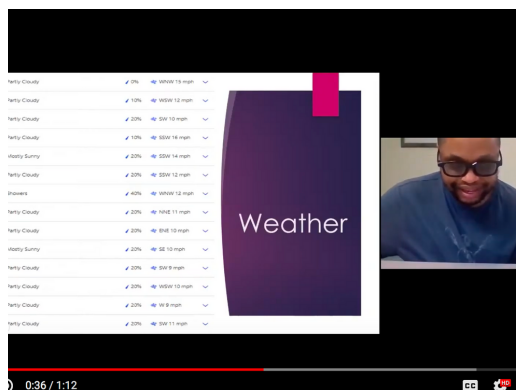 Partly Cloudy 0% WNW 15 mph
Partly Cloudy 10% WSW 12 mph
Partly Cloudy 20% SW 10 mph
Partly Cloudy 10% SSW 16 mph
Mostly Sunny 20% SSW 14 mph
Partly Cloudy 20% SSW 12 mph
Showers 40% WNW 12 mph
Partly Cloudy 20% NNE 11 mph
Partly Cloudy 20% ENE 10 mph
Mostly Sunny 20% SE 10 mph
Partly Cloudy 20% SW 9 mph
Partly Cloudy 20% WSW 10 mph
Partly Cloudy 20% W 9 mph
Partly Cloudy 20% SW 11 mph
Weather
0:36 / 1:12 CC HD